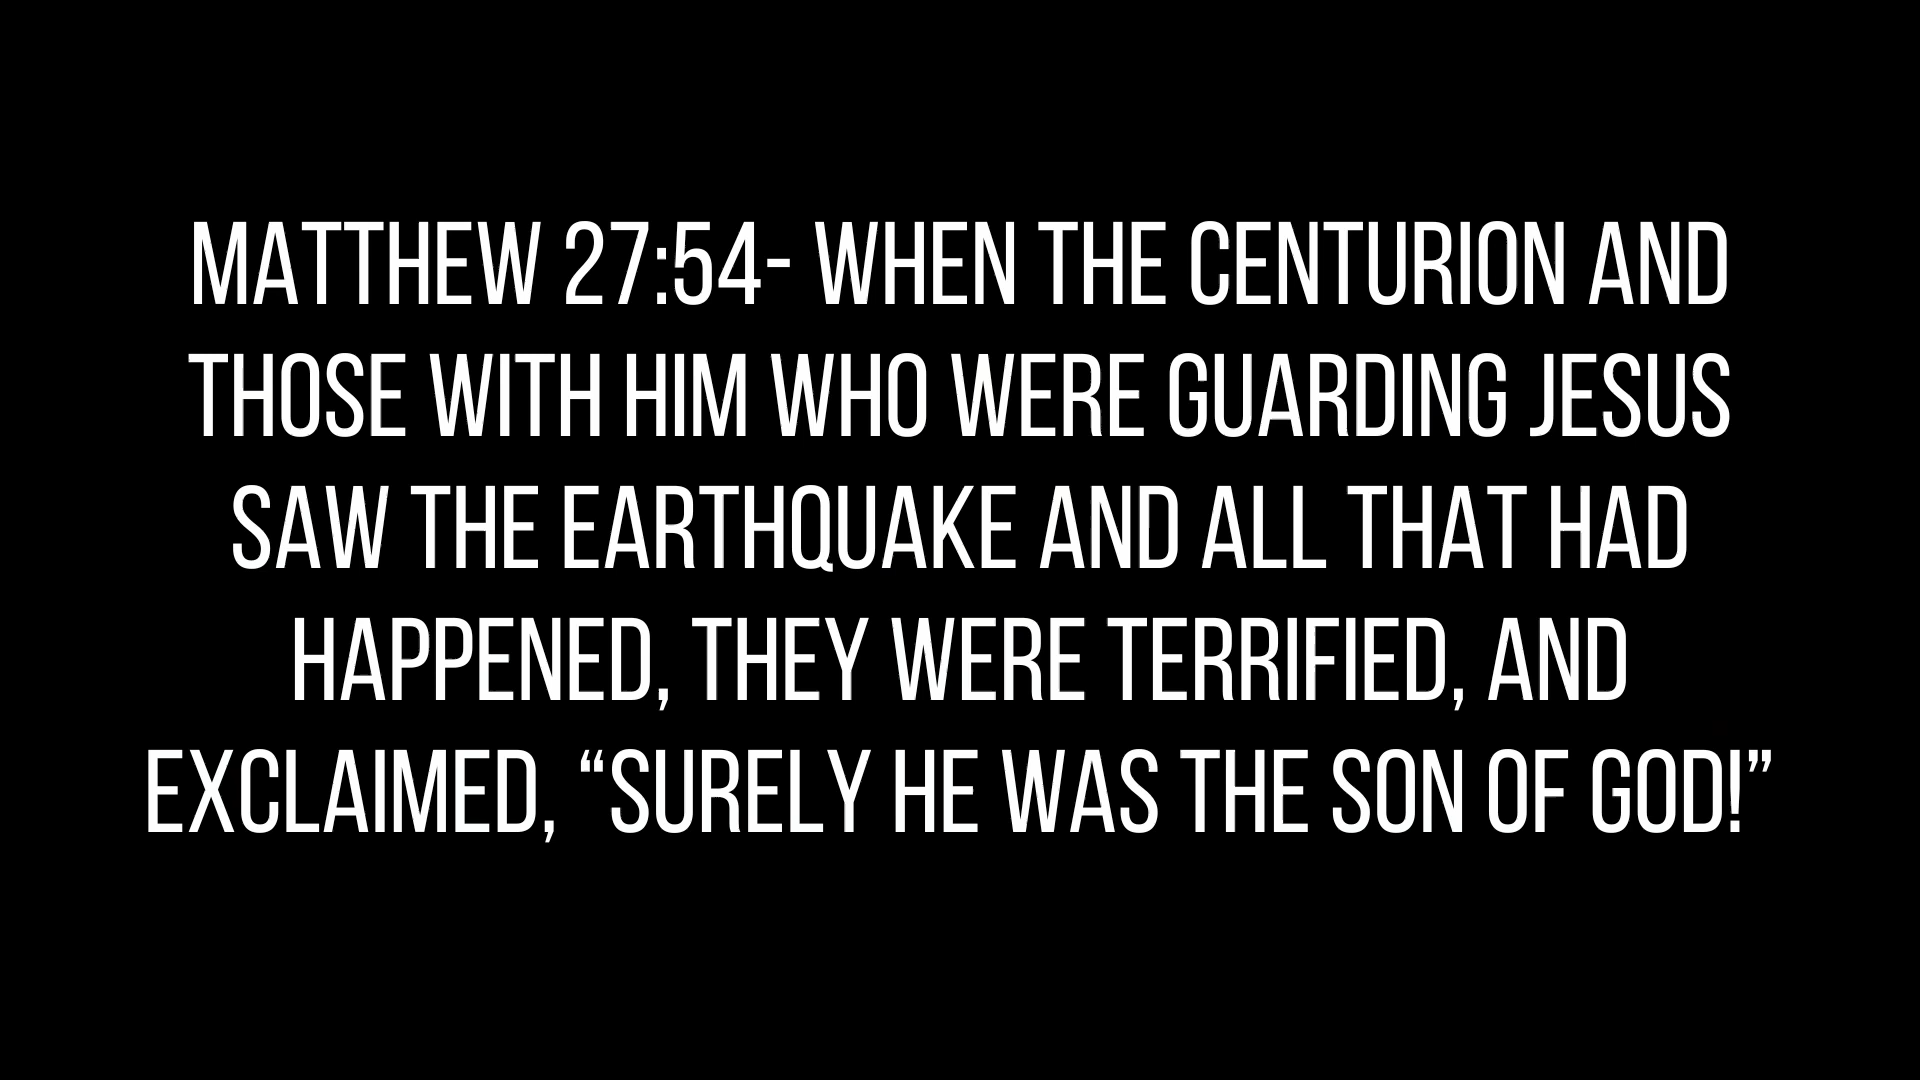 MATTHEW 27:54- WHEN THE CENTURION AND
THOSE WITH HIM WHO WERE GUARDING JESUS
SAW THE EARTHQUAKE AND ALL THAT HAD
HAPPENED, THEY WERE TERRIFIED, AND
EXCLAIMED, “SURELY HE WAS THE SON OF GOD!”